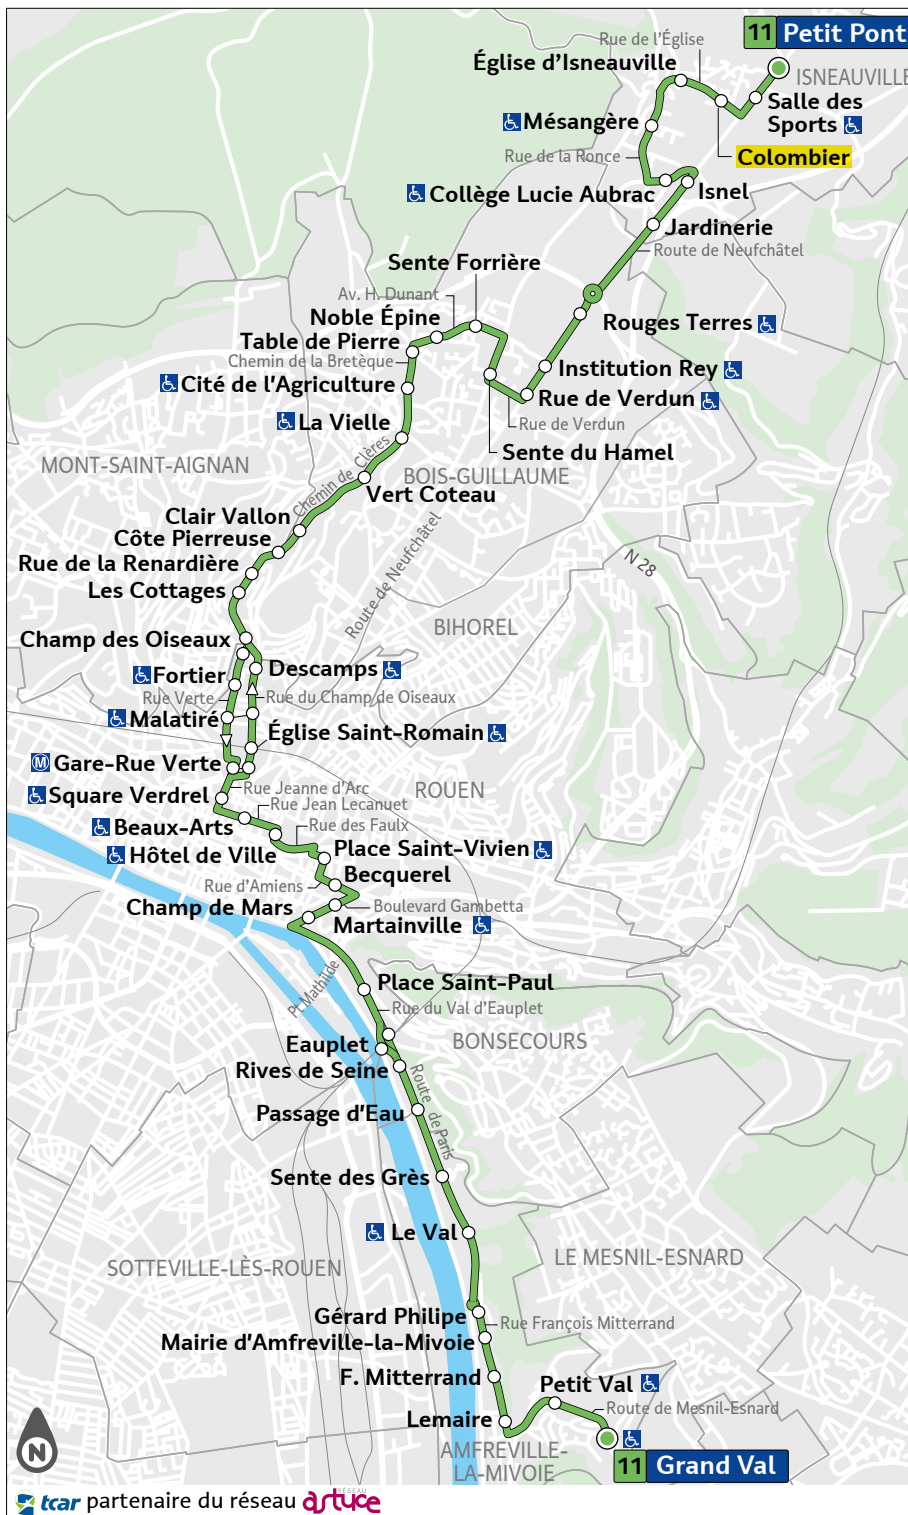 11 Petit Pont
Rue de l'Église
Église d'Isneauville
ISNEAUVILLE
Salle des
Sports
Mésangère
Colombier
Rue de la Ronce
Collège Lucie Aubrac
Isnel
Jardinerie
Route de Neufchâtel
Sente Forrière
Av. H. Dunant
Noble Épine
Rouges Terres
Table de Pierre
Chemin de la Bretèque
Institution Rey
Cité de l'Agriculture
Rue de Verdun
La Vielle
Rue de Verdun
Chemin de Clères
Sente du Hamel
MONT-SAINT-AIGNAN
BOIS-GUILLAUME
Vert Coteau
Clair Vallon
Côte Pierreuse
Route de Neufchâtel
Rue de la Renardière
N 28
Les Cottages
BIHOREL
Champ des Oiseaux
Fortier
Descamps
Rue Verte
Rue du Champ de Oiseaux
Malatiré
Église Saint-Romain
M Gare-Rue Verte
Rue Jeanne d'Arc
ROUEN
Square Verdrel
Rue Jean Lecanuet
Beaux-Arts
Rue des Faulx
Hôtel de Ville
Place Saint-Vivien
Becquerel
Rue d'Amiens
Champ de Mars
Boulevard Gambetta
Martainville
Pt Mathilde
Place Saint-Paul
Rue du Val d'Eauplet
Eauplet
BONSECOURS
Rives de Seine
Route de Paris
Passage d'Eau
Sente des Grès
Le Val
LE MESNIL-ESNARD
SOTTEVILLE-LÈS-ROUEN
Gérard Philipe
Rue François Mitterrand
Mairie d'Amfreville-la-Mivoie
F. Mitterrand
Petit Val
Route de Mesnil-Esnard
Lemaire
AMFREVILLE-
LA-MIVOIE
11 Grand Val
N
tcar partenaire du réseau RÉSEAU astuce